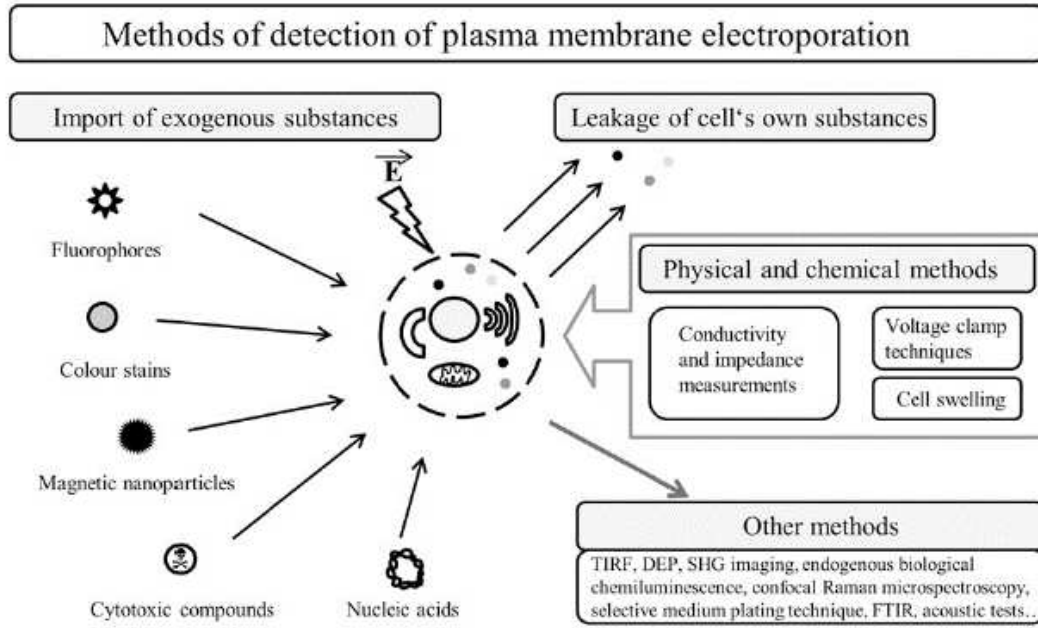 Methods of detection of plasma membrane electroporation
Import of exogenous substances
Leakage of cell‘s own substances
E
Fluorophores
Colour stains
Magnetic nanoparticles
Cytotoxic compounds
Nucleic acids
Physical and chemical methods
Conductivity
and impedance
measurements
Voltage clamp
techniques
Cell swelling
Other methods
TIRF, DEP, SHG imaging, endogenous biological
chemiluminescence, confocal Raman microspectroscopy,
selective medium plating technique, FTIR, acoustic tests...